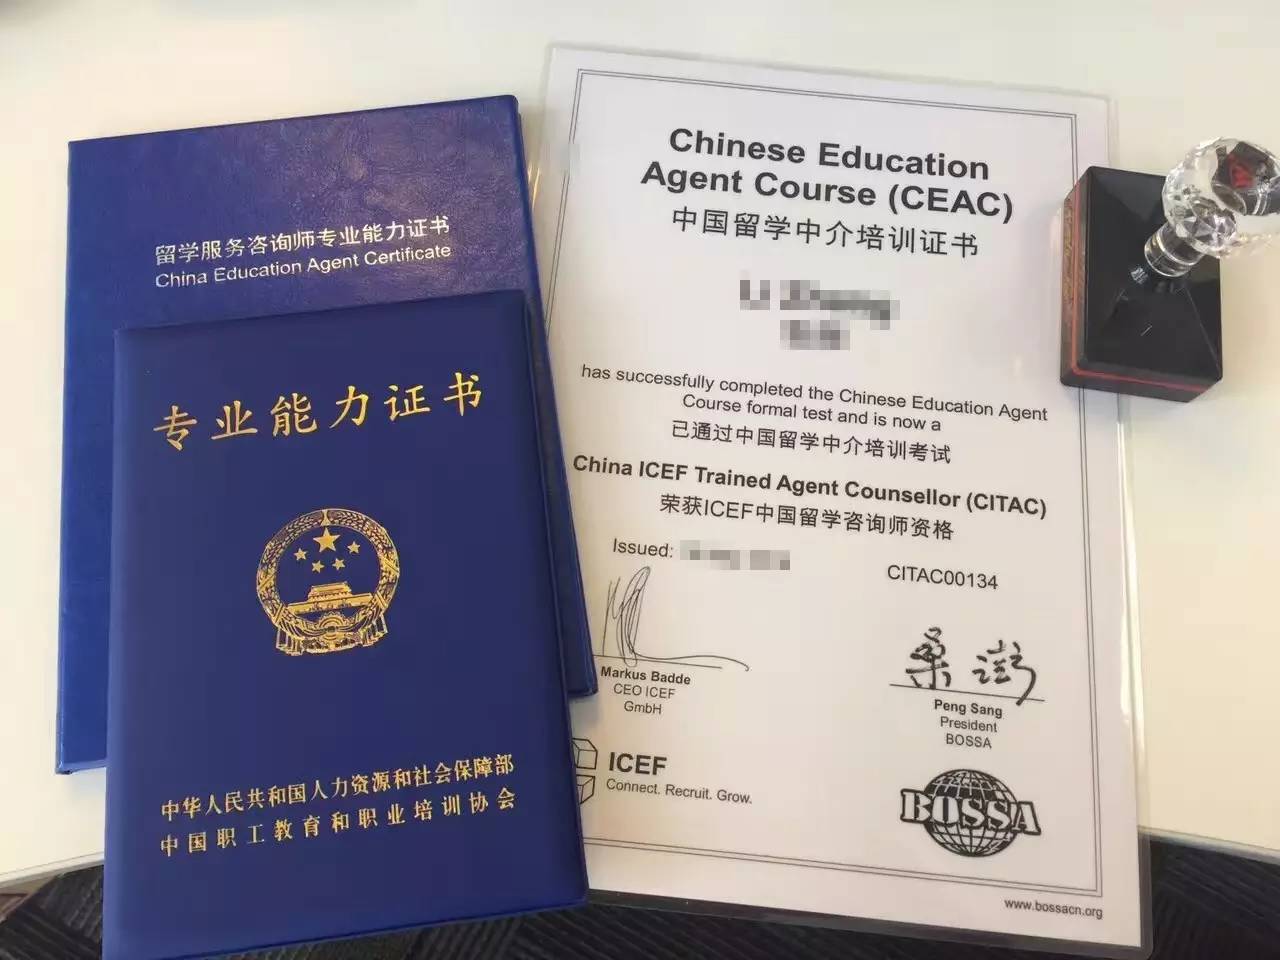 留学服务咨询师专业能力证书
China Education Agent Certificate
专业能力证书
中华人民共和国人力资源和社会保障部
中国职工教育和职业培训协会
Chinese Education
Agent Course (CEAC)
中国留学中介培训证书
has successfully completed the Chinese Education Agent
Course formal test and is now a
已通过中国留学中介培训考试
China ICEF Trained Agent Counsellor (CITAC)
荣获ICEF中国留学咨询师资格
Issued:
CITAC00134
Markus Badde
CEO ICEF
GmbH
桑澎
Peng Sang
President
BOSSA
ICEF
Connect. Recruit. Grow.
BOSSA
www.bossacn.org